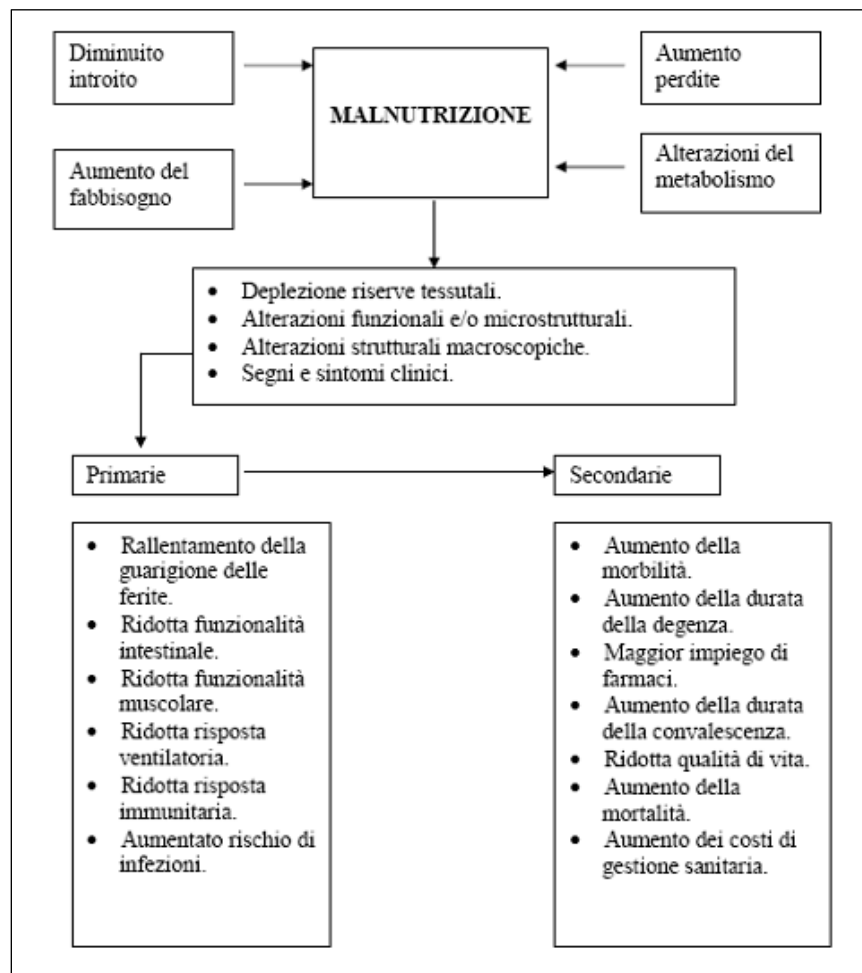 Diminuito
introito
Aumento
perdite
MALNUTRIZIONE
Aumento del
fabbisogno
Alterazioni del
metabolismo
• Deplezione riserve tessutali.
• Alterazioni funzionali e/o microstrutturali.
• Alterazioni strutturali macroscopiche.
• Segni e sintomi clinici.
Primarie
Secondarie
• Rallentamento della
guarigione delle
ferite.
• Ridotta funzionalità
intestinale.
• Ridotta funzionalità
muscolare.
• Ridotta risposta
ventilatoria.
• Ridotta risposta
immunitaria.
• Aumentato rischio di
infezioni.
• Aumento della
morbilità.
• Aumento della durata
della degenza.
• Maggior impiego di
farmaci.
• Aumento della durata
della convalescenza.
• Ridotta qualità di vita.
• Aumento della
mortalità.
• Aumento dei costi di
gestione sanitaria.